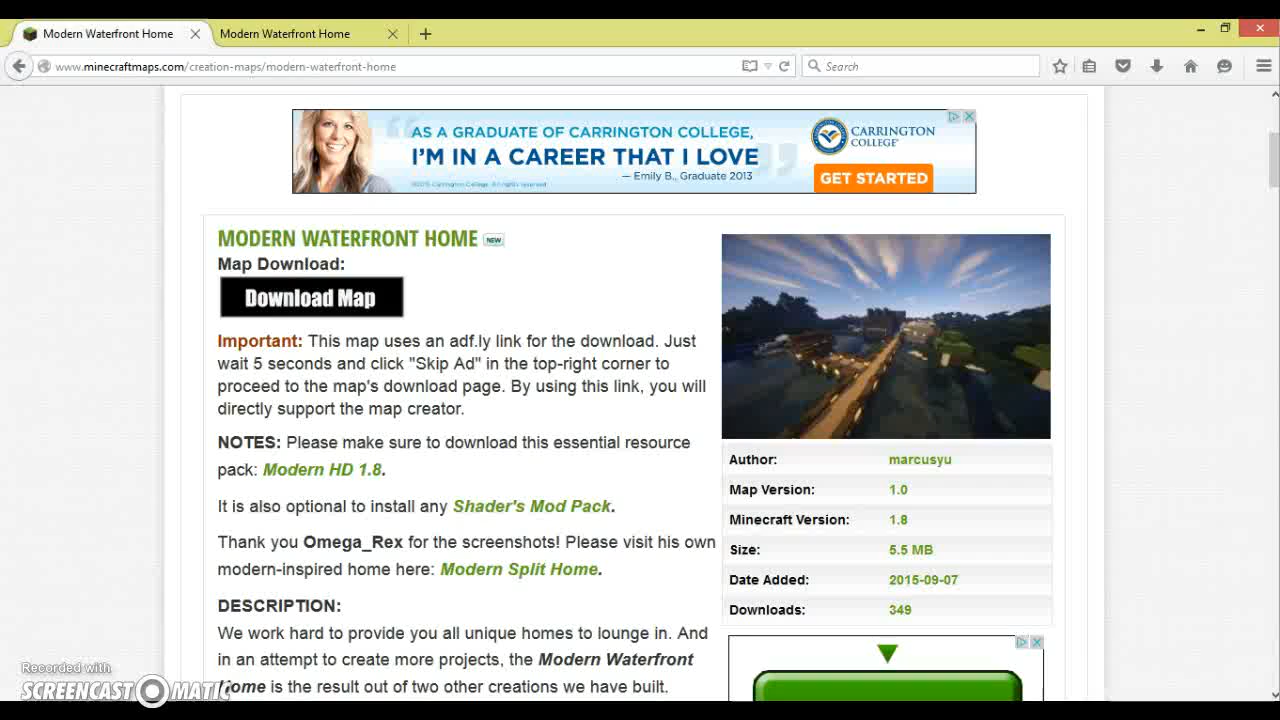 Modern Waterfront Home
Modern Waterfront Home
www.minecraftmaps.com/creation-maps/modern-waterfront-home
Search
AS A GRADUATE OF CARRINGTON COLLEGE,
I'M IN A CAREER THAT I LOVE
— Emily B., Graduate 2013
©2015 Carrington College. All rights reserved.
CARRINGTON
COLLEGE
GET STARTED
MODERN WATERFRONT HOME NEW
Map Download:
Download Map
Important: This map uses an adf.ly link for the download. Just
wait 5 seconds and click "Skip Ad" in the top-right corner to
proceed to the map's download page. By using this link, you will
directly support the map creator.
NOTES: Please make sure to download this essential resource
pack: Modern HD 1.8.
It is also optional to install any Shader's Mod Pack.
Thank you Omega_Rex for the screenshots! Please visit his own
modern-inspired home here: Modern Split Home.
DESCRIPTION:
We work hard to provide you all unique homes to lounge in. And
in an attempt to create more projects, the Modern Waterfront
Home is the result out of two other creations we have built.
Author: marcusyu
Map Version: 1.0
Minecraft Version: 1.8
Size: 5.5 MB
Date Added: 2015-09-07
Downloads: 349
Recorded with
SCREENCAST-O-MATIC